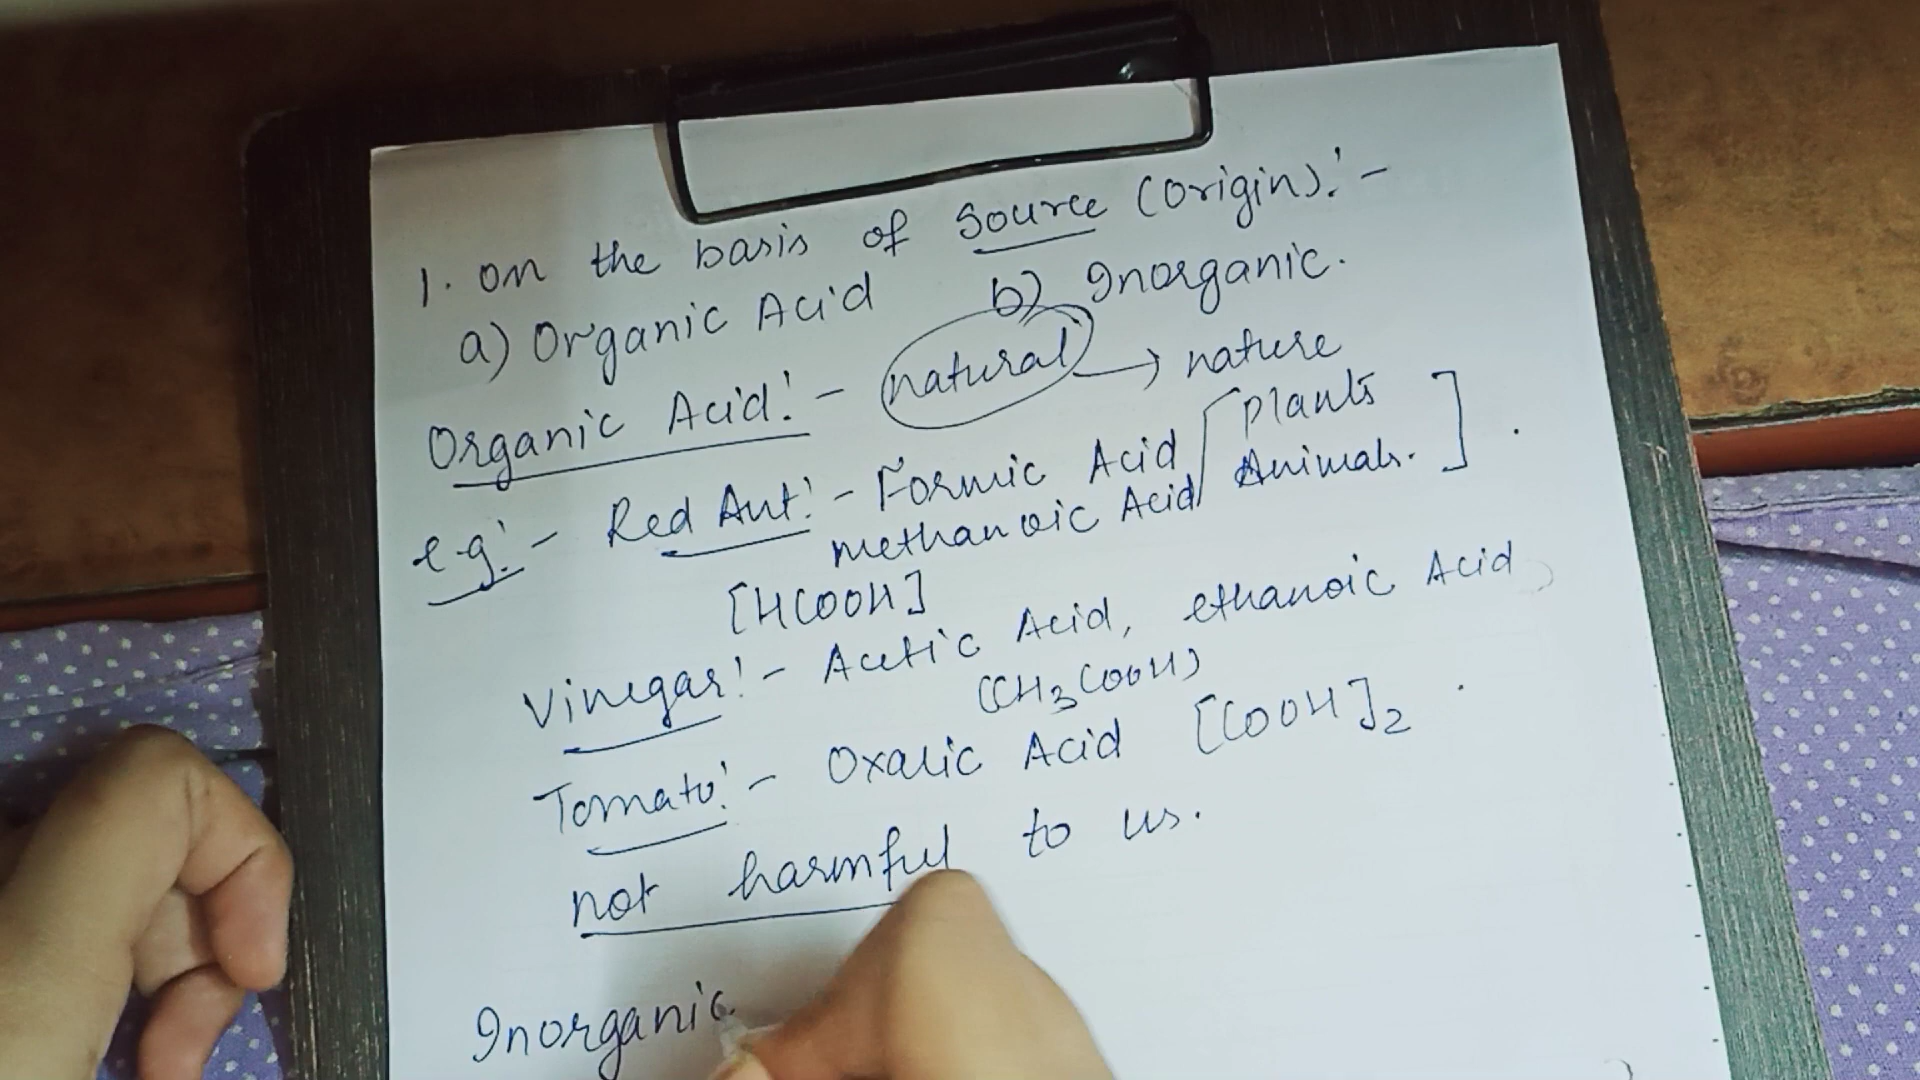 1. on the basis of Source (origin):-
a) Organic Acid b) Inorganic.
Organic Acid:- natural → nature
[plants
e.g:- Red Ant:- Formic Acid, Animals.]
methanoic Acid
[HCOOH]
Vinegar:- Acetic Acid, ethanoic Acid
(CH3COOH)
Tomato:- Oxalic Acid [COOH]2
not harmful to us.
Inorganic